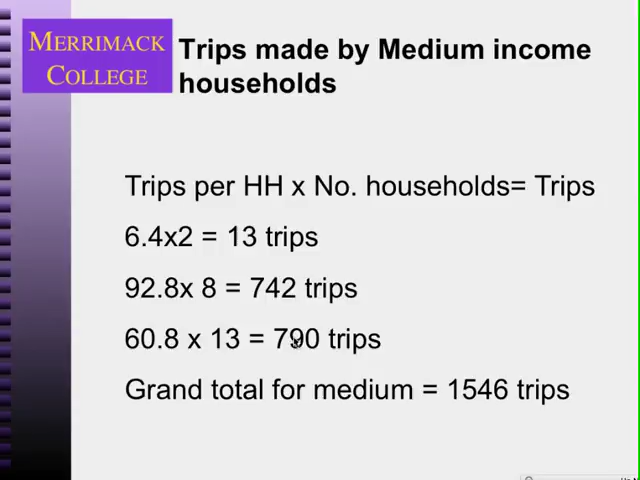 MERRIMACK
COLLEGE
Trips made by Medium income
households
Trips per HH x No. households= Trips
6.4x2 = 13 trips
92.8x 8 = 742 trips
60.8 x 13 = 790 trips
Grand total for medium = 1546 trips